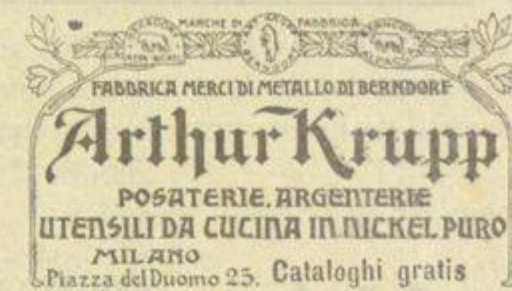 MARCHE DI FABBRICA
FABBRICA MERCI DI METALLO DI BERNDORF
Arthur Krupp
POSATERIE, ARGENTERIE
UTENSILI DA CUCINA IN NICKEL PURO
MILANO
Piazza del Duomo 25. Cataloghi gratis